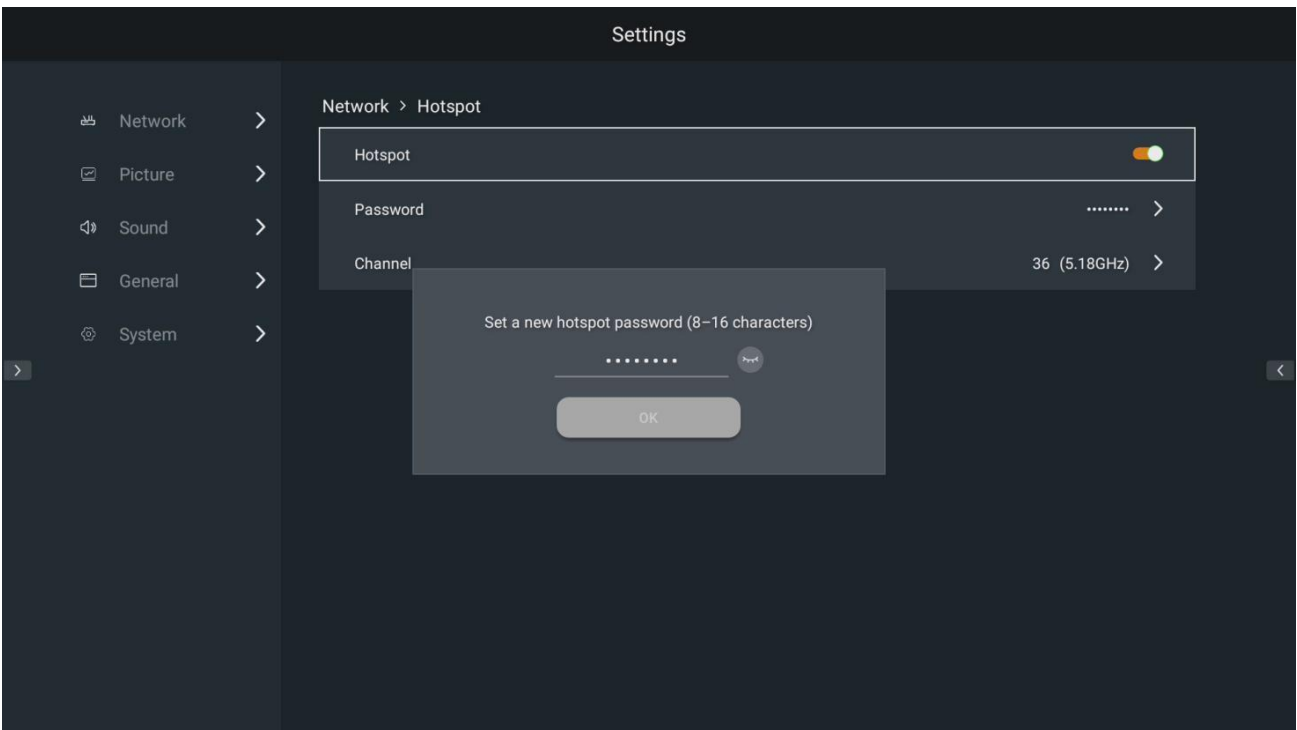 Settings
Network
Picture
Sound
General
System
Network > Hotspot
Hotspot
Password ········
Channel 36 (5.18GHz)
Set a new hotspot password (8–16 characters)
········
OK